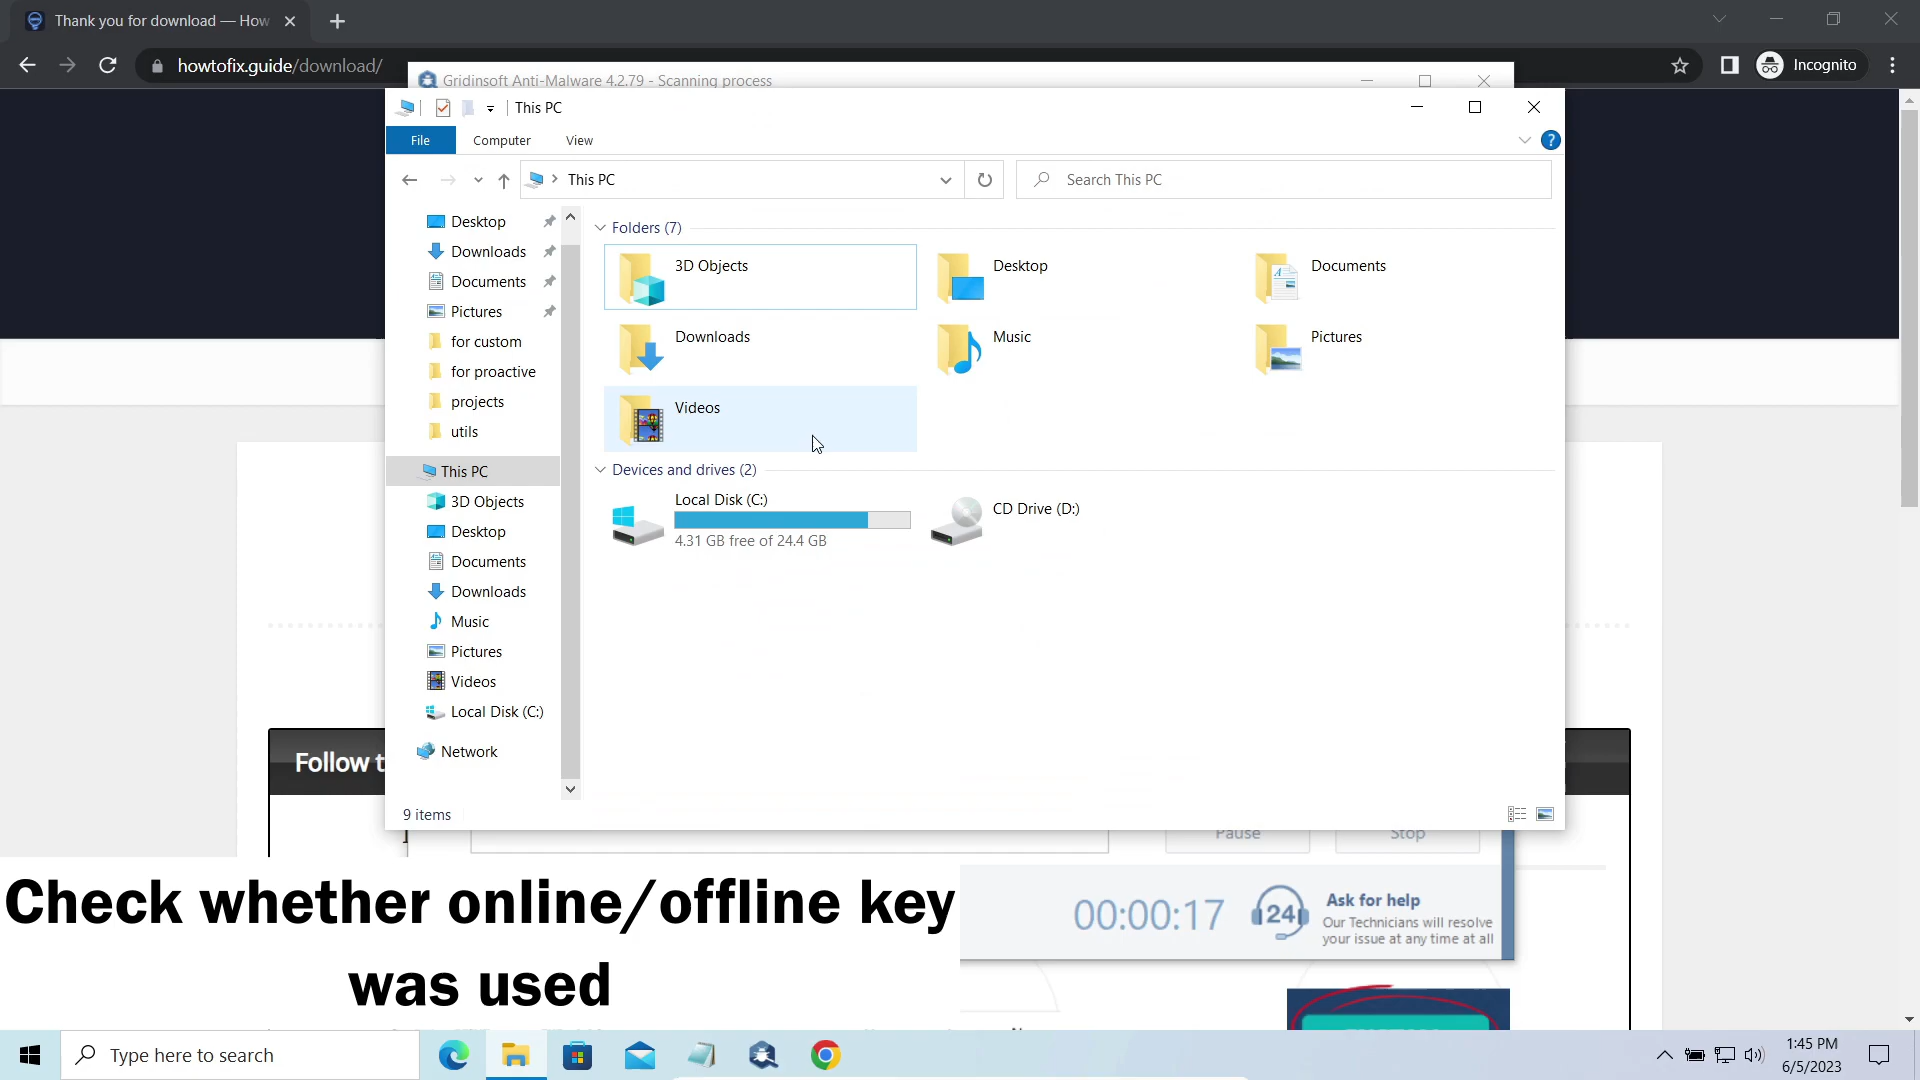 Thank you for download — How
howtofix.guide/download/
Incognito
Gridinsoft Anti-Malware 4.2.79 - Scanning process
This PC
File
Computer
View
This PC
Search This PC
Desktop
Downloads
Documents
Pictures
for custom
for proactive
projects
utils
This PC
3D Objects
Desktop
Documents
Downloads
Music
Pictures
Videos
Local Disk (C:)
Network
Folders (7)
3D Objects
Desktop
Documents
Downloads
Music
Pictures
Videos
Devices and drives (2)
Local Disk (C:)
4.31 GB free of 24.4 GB
CD Drive (D:)
9 items
Follow t
Pause
Stop
Check whether online/offline key
was used
00:00:17
24
Ask for help
Our Technicians will resolve
your issue at any time at all
Type here to search
1:45 PM
6/5/2023